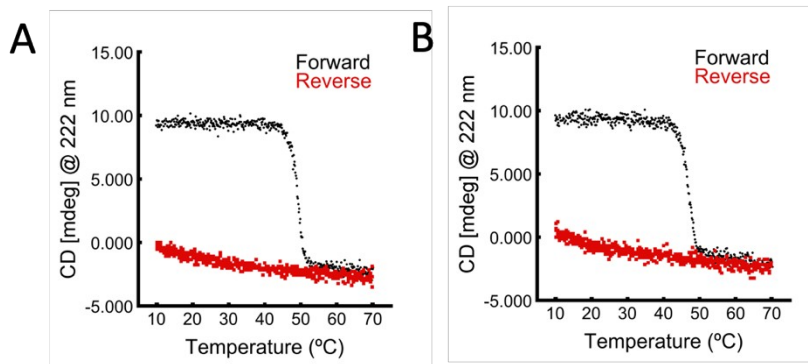 A
CD [mdeg] @ 222 nm
15.00
10.00
5.000
0.000
-5.000
Forward
Reverse
10 20 30 40 50 60 70
Temperature (ºC)
B
CD [mdeg] @ 222 nm
15.00
10.00
5.000
0.000
-5.000
Forward
Reverse
10 20 30 40 50 60 70
Temperature (ºC)